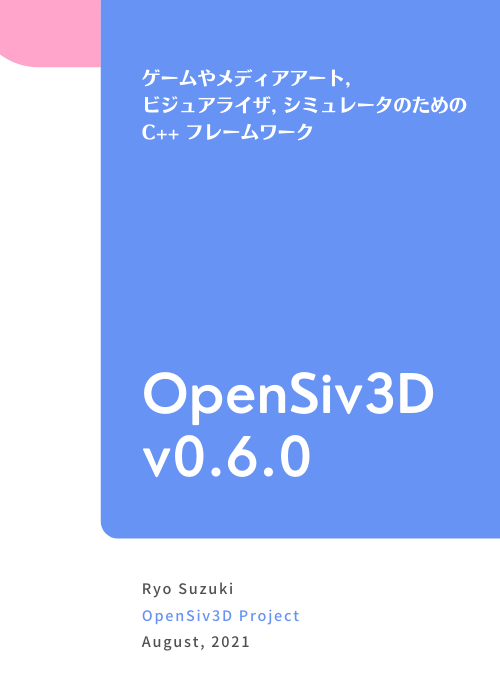 ゲームやメディアアート,
ビジュアライザ, シミュレータのための
C++ フレームワーク
OpenSiv3D
v0.6.0
Ryo Suzuki
OpenSiv3D Project
August, 2021